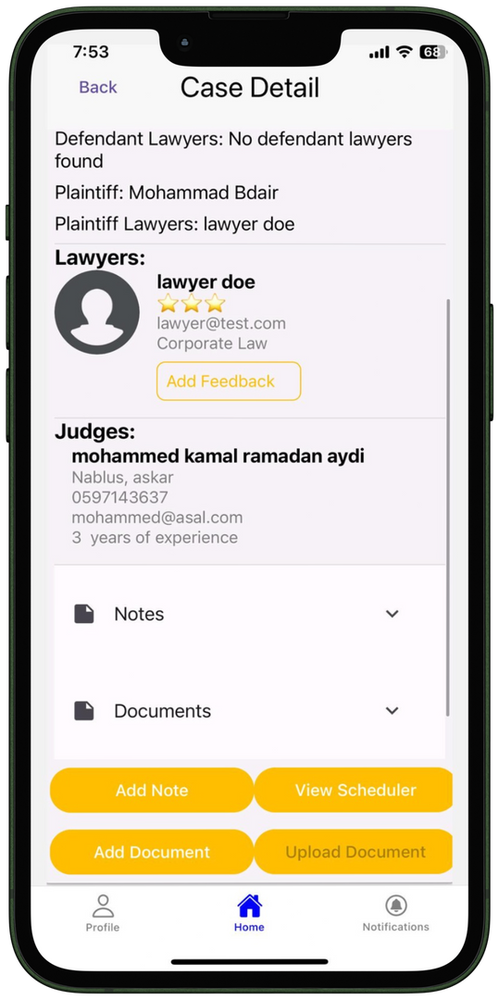 7:53
68
Back
Case Detail
Defendant Lawyers: No defendant lawyers
found
Plaintiff: Mohammad Bdair
Plaintiff Lawyers: lawyer doe
Lawyers:
lawyer doe
lawyer@test.com
Corporate Law
Add Feedback
Judges:
mohammed kamal ramadan aydi
Nablus, askar
0597143637
mohammed@asal.com
3 years of experience
Notes
Documents
Add Note
View Scheduler
Add Document
Upload Document
Profile
Home
Notifications